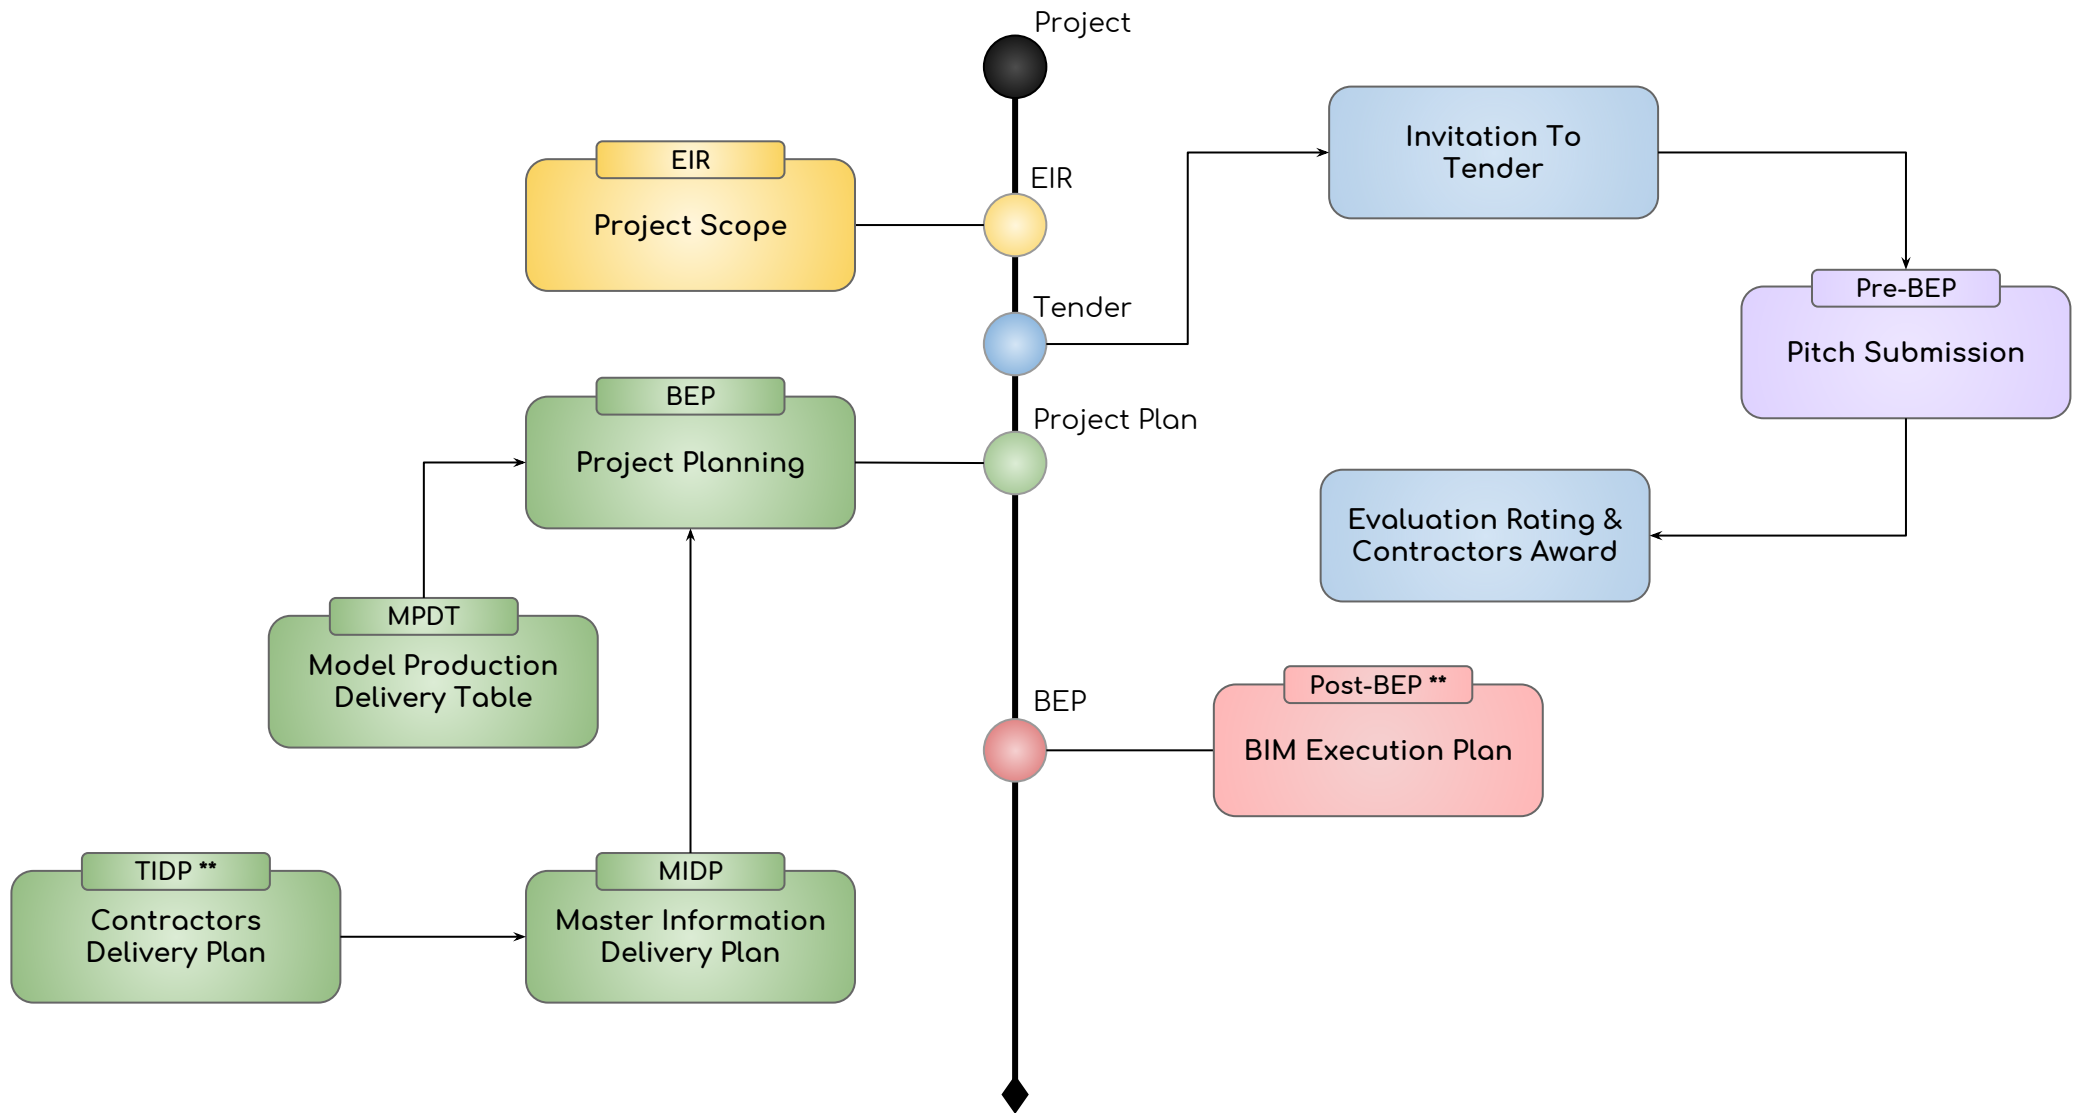 Project
EIR
Project Scope
EIR
Invitation To
Tender
Tender
Pre-BEP
Pitch Submission
BEP
Project Planning
Project Plan
Evaluation Rating &
Contractors Award
MPDT
Model Production
Delivery Table
BEP
Post-BEP **
BIM Execution Plan
TIDP **
Contractors
Delivery Plan
MIDP
Master Information
Delivery Plan